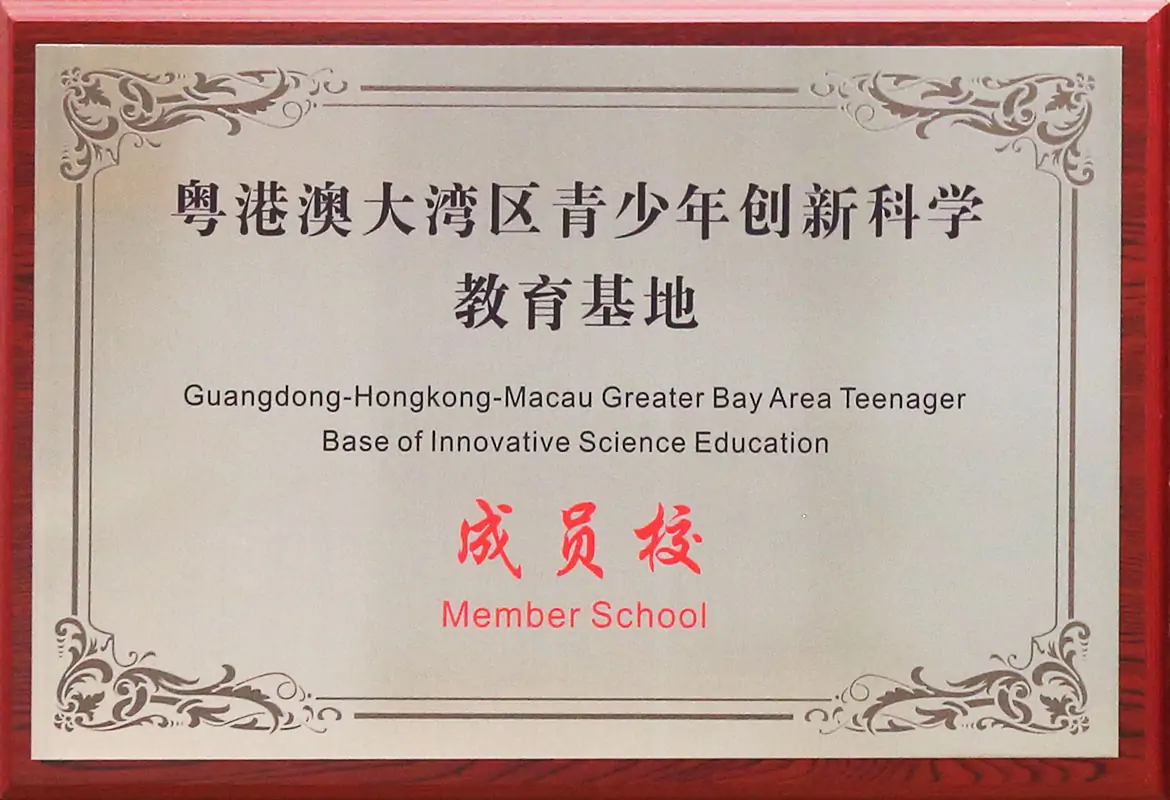 粤港澳大湾区青少年创新科学
教育基地
Guangdong-Hongkong-Macau Greater Bay Area Teenager
Base of Innovative Science Education
成员校
Member School